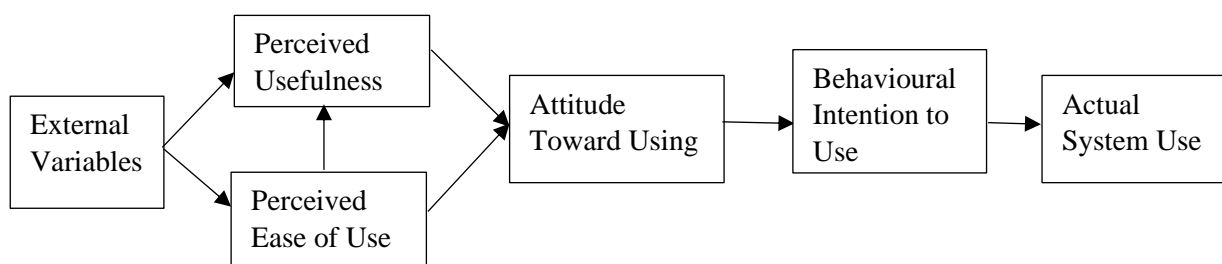 External
Variables
Perceived
Usefulness
Perceived
Ease of Use
Attitude
Toward Using
Behavioural
Intention to
Use
Actual
System Use